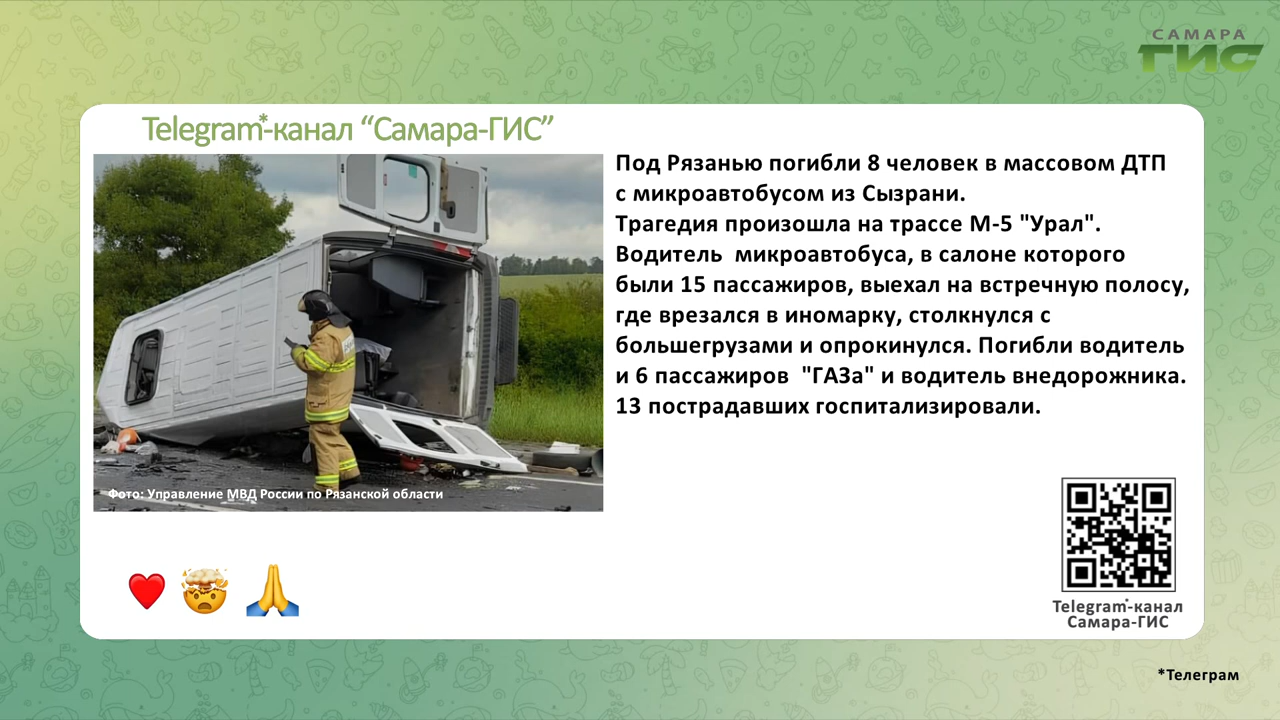 САМАРА
ГИС
Telegram*-канал “Самара-ГИС”
Под Рязанью погибли 8 человек в массовом ДТП
с микроавтобусом из Сызрани.
Трагедия произошла на трассе М-5 "Урал".
Водитель  микроавтобуса, в салоне которого
были 15 пассажиров, выехал на встречную полосу,
где врезался в иномарку, столкнулся с
большегрузами и опрокинулся. Погибли водитель
и 6 пассажиров  "ГАЗа" и водитель внедорожника.
13 пострадавших госпитализировали.
Фото: Управление МВД России по Рязанской области
Telegram*-канал
Самара-ГИС
*Телеграм